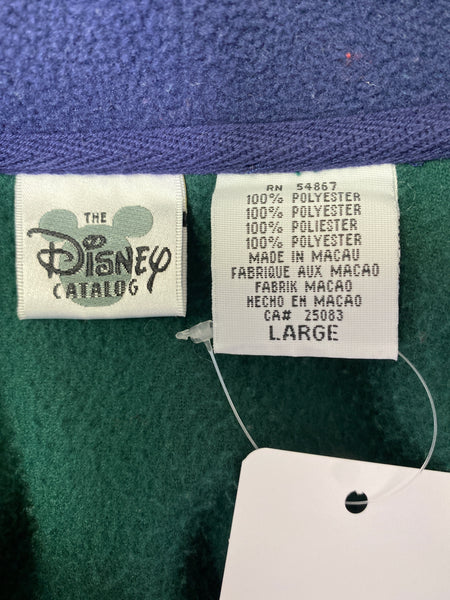 THE
Disney
CATALOG
RN 54867
100% POLYESTER
100% POLYESTER
100% POLIESTER
100% POLYESTER
MADE IN MACAU
FABRIQUE AUX MACAO
FABRIK MACAO
HECHO EN MACAO
CA# 25083
LARGE